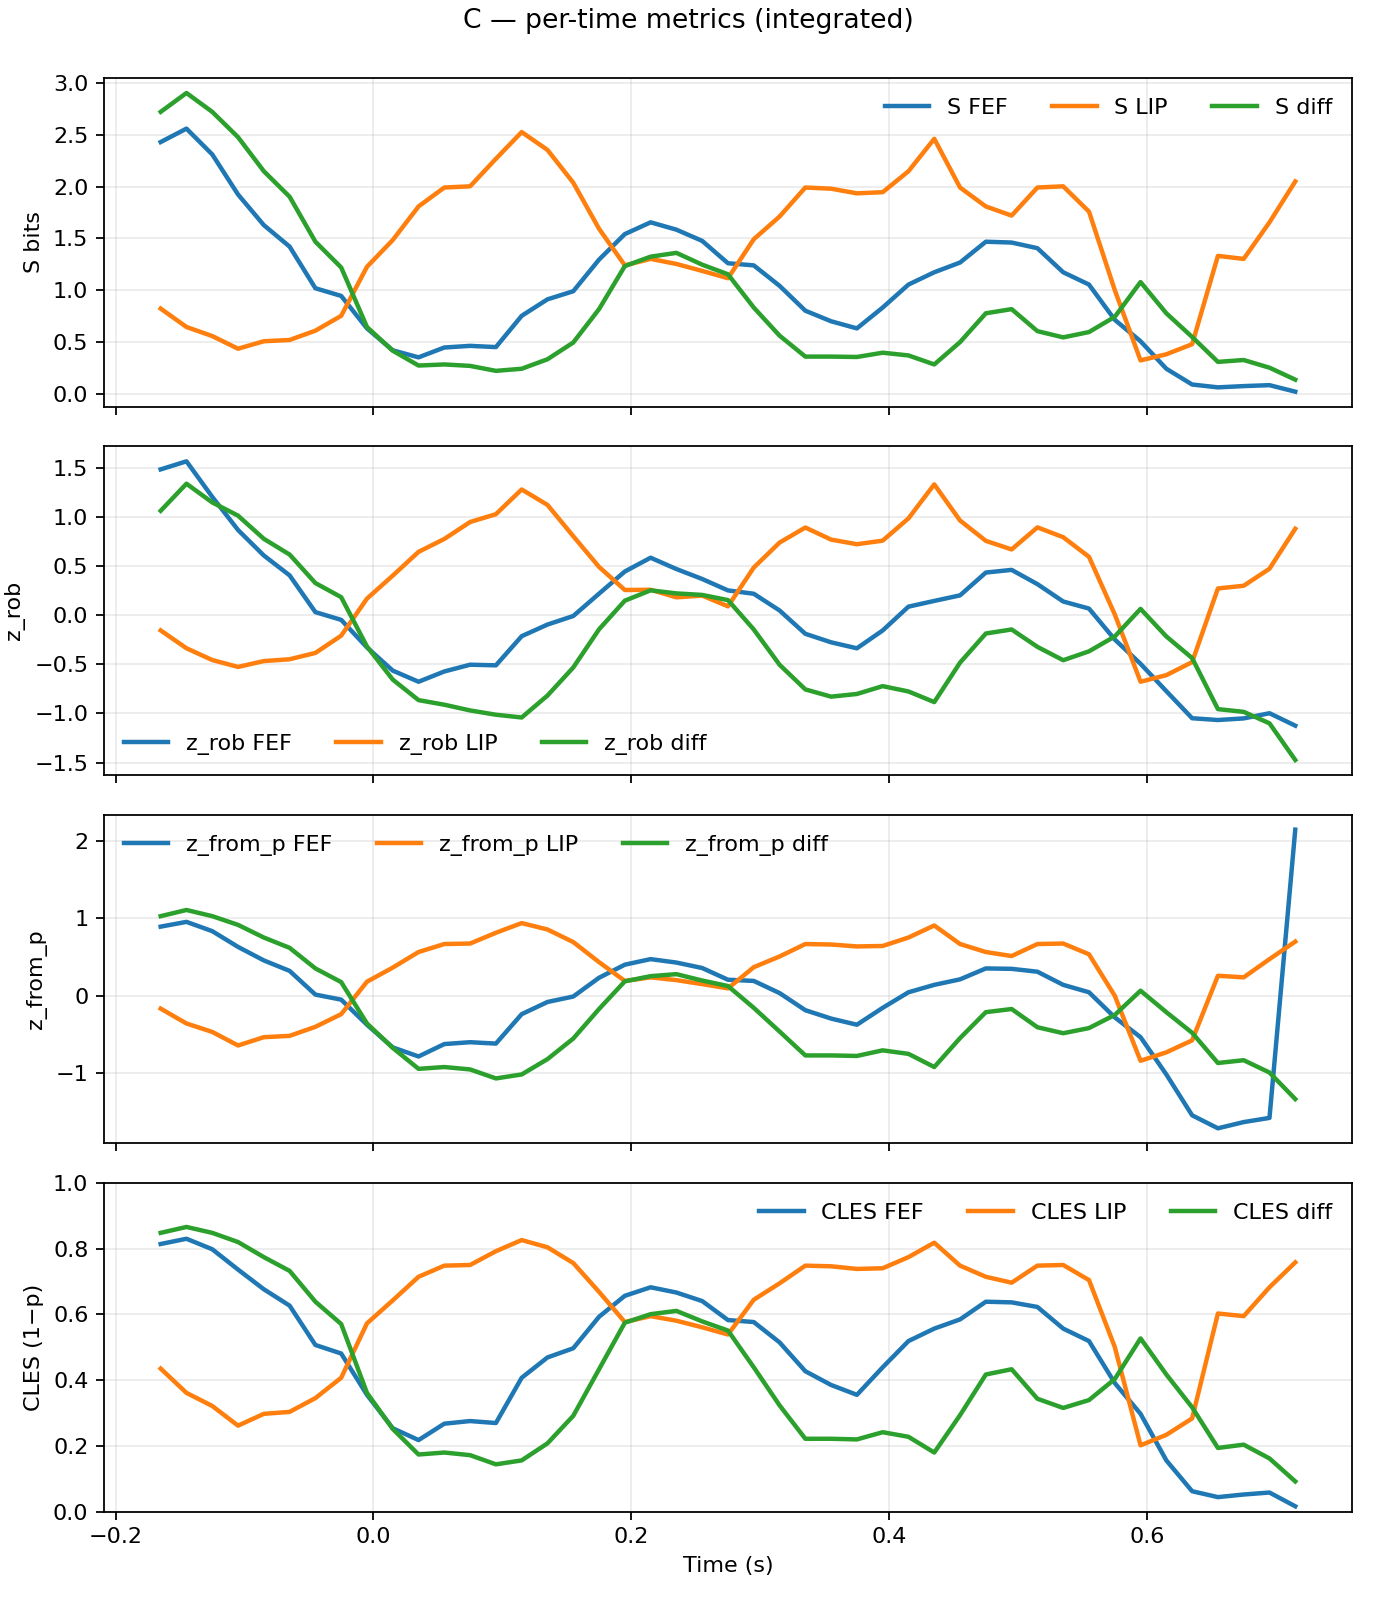 C — per-time metrics (integrated)
S FEF S LIP S diff
3.0
2.5
2.0
1.5
1.0
0.5
0.0
S bits
1.5
1.0
0.5
0.0
−0.5
−1.0
−1.5
z_rob
z_rob FEF z_rob LIP z_rob diff
z_from_p FEF z_from_p LIP z_from_p diff
2
1
0
−1
z_from_p
CLES FEF CLES LIP CLES diff
1.0
0.8
0.6
0.4
0.2
0.0
CLES (1−p)
−0.2 0.0 0.2 0.4 0.6
Time (s)